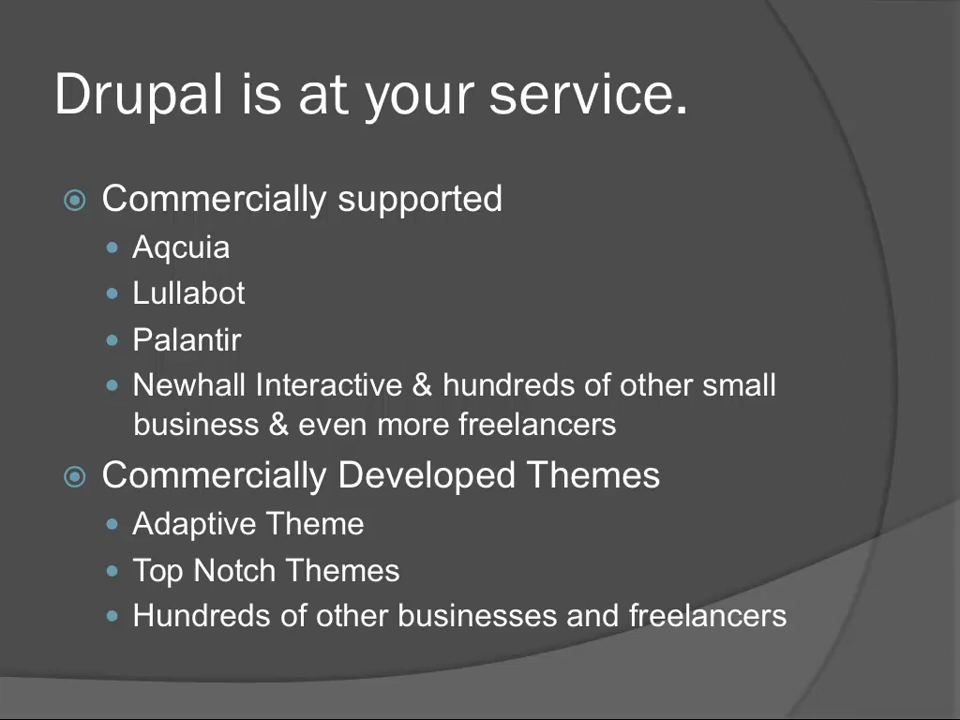 Drupal is at your service.
Commercially supported
Aqcuia
Lullabot
Palantir
Newhall Interactive & hundreds of other small
business & even more freelancers
Commercially Developed Themes
Adaptive Theme
Top Notch Themes
Hundreds of other businesses and freelancers